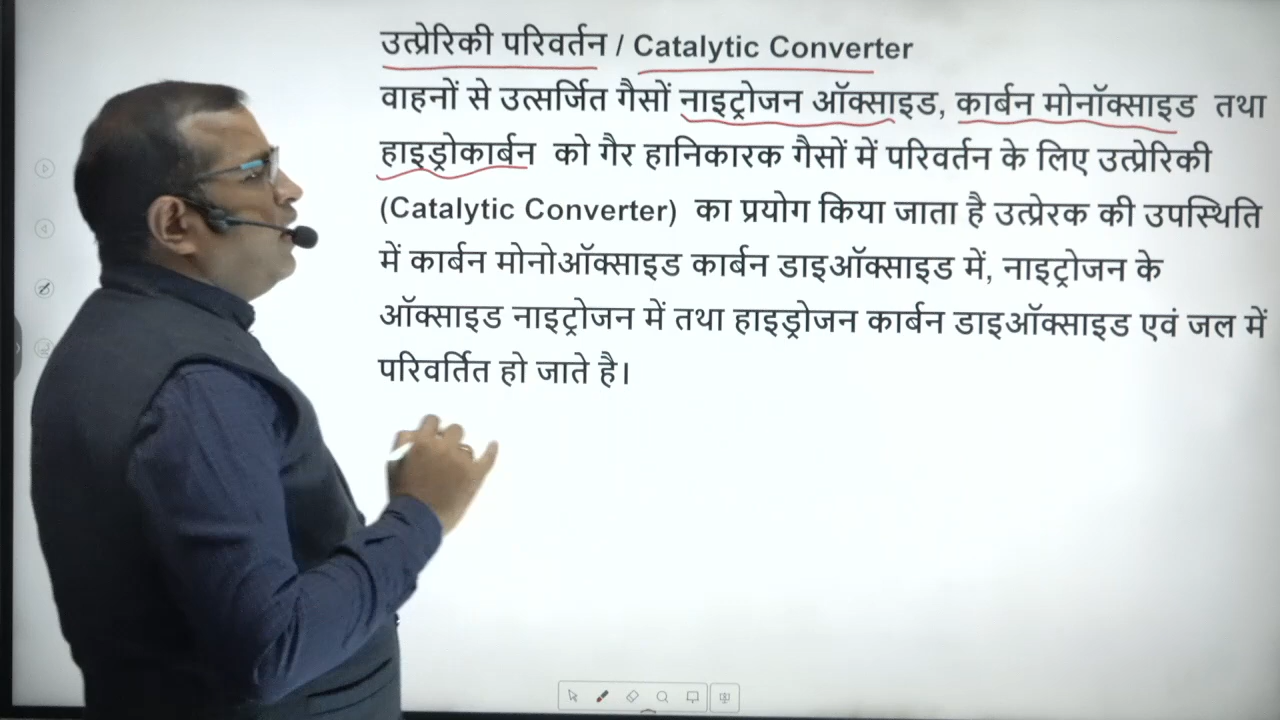 उत्प्रेरिकी परिवर्तन / Catalytic Converter
वाहनों से उत्सर्जित गैसों नाइट्रोजन ऑक्साइड, कार्बन मोनॉक्साइड तथा
हाइड्रोकार्बन को गैर हानिकारक गैसों में परिवर्तन के लिए उत्प्रेरिकी
(Catalytic Converter) का प्रयोग किया जाता है उत्प्रेरक की उपस्थिति
में कार्बन मोनोऑक्साइड कार्बन डाइऑक्साइड में, नाइट्रोजन के
ऑक्साइड नाइट्रोजन में तथा हाइड्रोजन कार्बन डाइऑक्साइड एवं जल में
परिवर्तित हो जाते है।